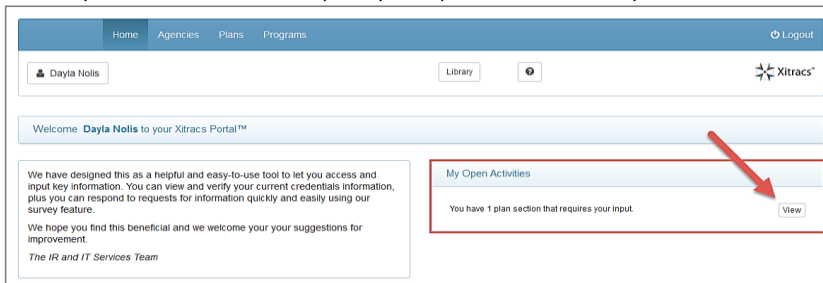 Home Agencies Plans Programs Logout
Dayla Nolis Library Xitracs™
Welcome Dayla Nolis to your Xitracs Portal™
We have designed this as a helpful and easy-to-use tool to let you access and
input key information. You can view and verify your current credentials information,
plus you can respond to requests for information quickly and easily using our
survey feature.
We hope you find this beneficial and we welcome your your suggestions for
improvement.
The IR and IT Services Team
My Open Activities
You have 1 plan section that requires your input. View